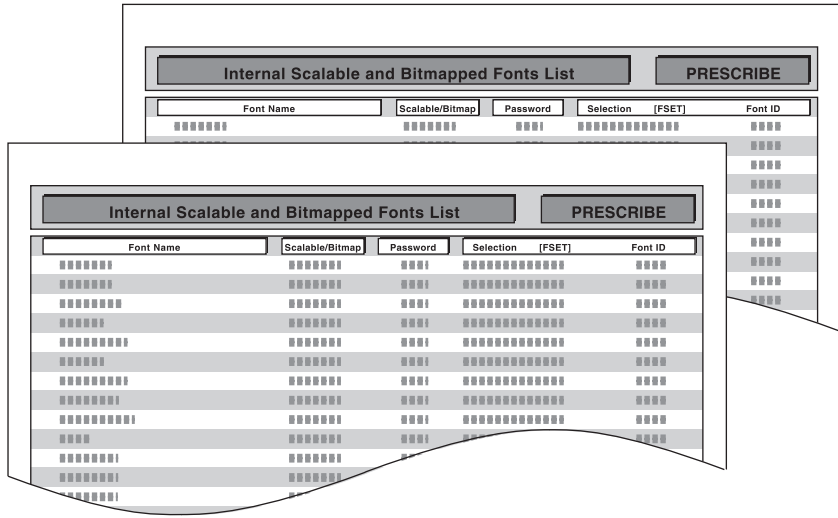 Internal Scalable and Bitmapped Fonts List PRESCRIBE
Font Name Scalable/Bitmap Password Selection [FSET] Font ID
Internal Scalable and Bitmapped Fonts List PRESCRIBE
Font Name Scalable/Bitmap Password Selection [FSET] Font ID